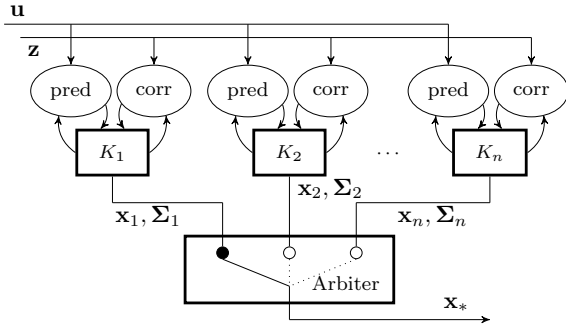 u
z
pred corr pred corr pred corr
K₁ K₂ ... Kₙ
x₂, Σ₂
x₁, Σ₁ xₙ, Σₙ
Arbiter
x*